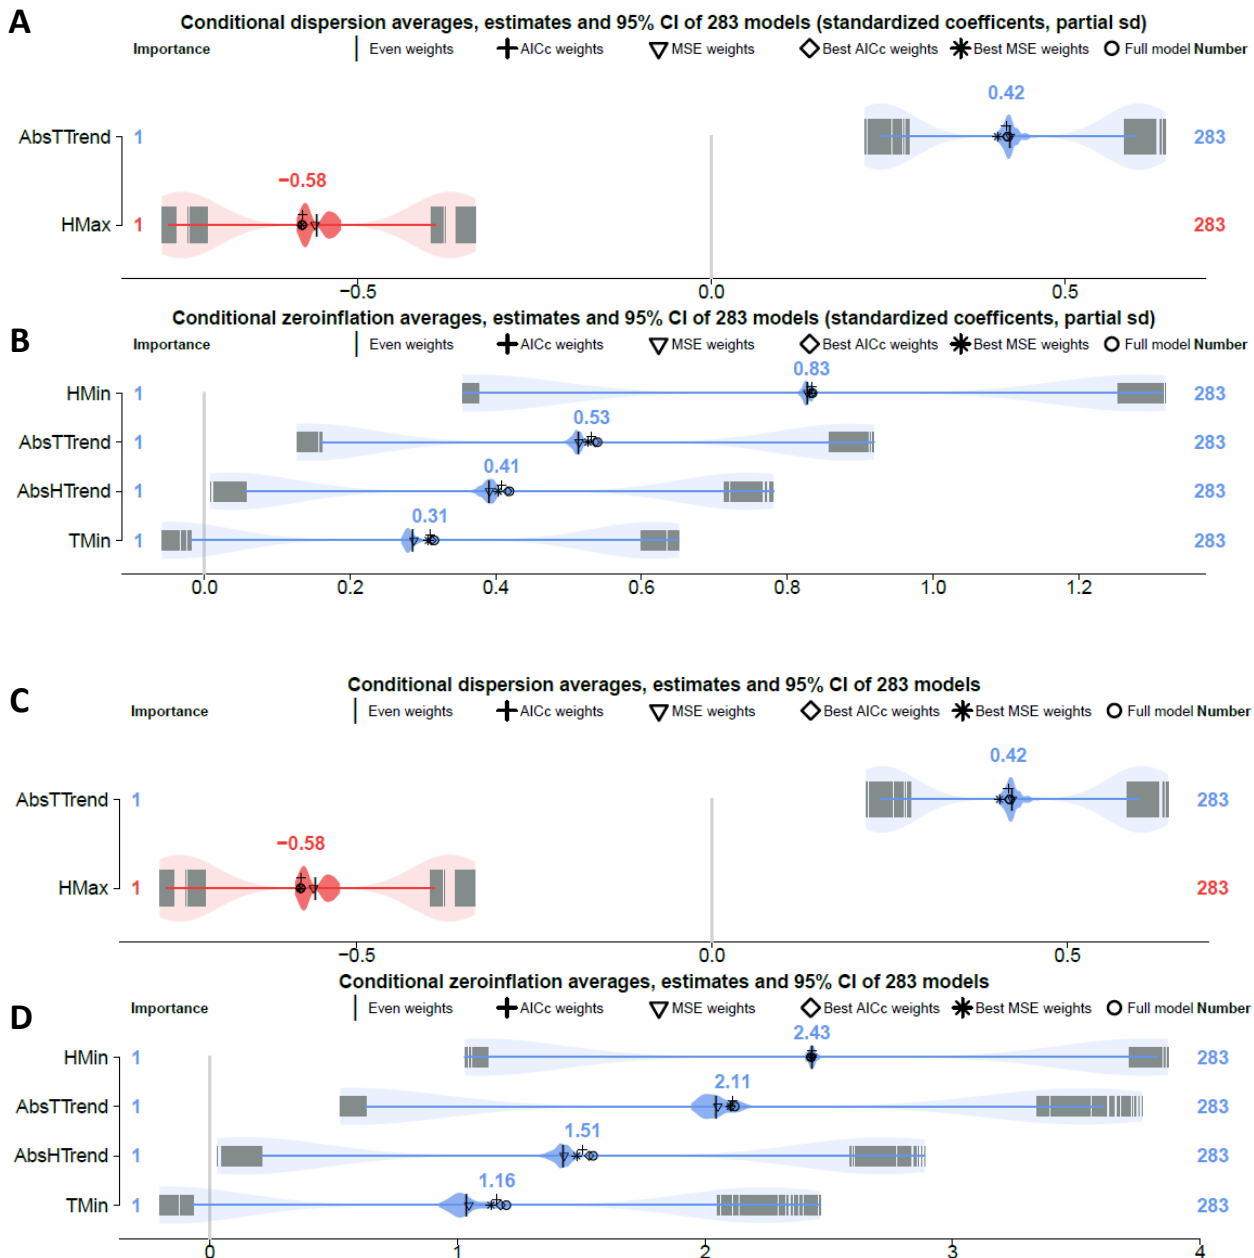 A
Conditional dispersion averages, estimates and 95% CI of 283 models (standardized coefficents, partial sd)
Importance Even weights AICc weights MSE weights Best AICc weights Best MSE weights Full model Number
0.42
AbsTTrend 1 283
−0.58
HMax 1 283
−0.5 0.0 0.5
Conditional zeroinflation averages, estimates and 95% CI of 283 models (standardized coefficents, partial sd)
B
Importance Even weights AICc weights MSE weights Best AICc weights Best MSE weights Full model Number
0.83
HMin 1 283
0.53
AbsTTrend 1 283
0.41
AbsHTrend 1 283
0.31
TMin 1 283
0.0 0.2 0.4 0.6 0.8 1.0 1.2
C
Conditional dispersion averages, estimates and 95% CI of 283 models
Importance Even weights AICc weights MSE weights Best AICc weights Best MSE weights Full model Number
0.42
AbsTTrend 1 283
−0.58
HMax 1 283
−0.5 0.0 0.5
Conditional zeroinflation averages, estimates and 95% CI of 283 models
D
Importance Even weights AICc weights MSE weights Best AICc weights Best MSE weights Full model Number
2.43
HMin 1 283
2.11
AbsTTrend 1 283
1.51
AbsHTrend 1 283
1.16
TMin 1 283
0 1 2 3 4